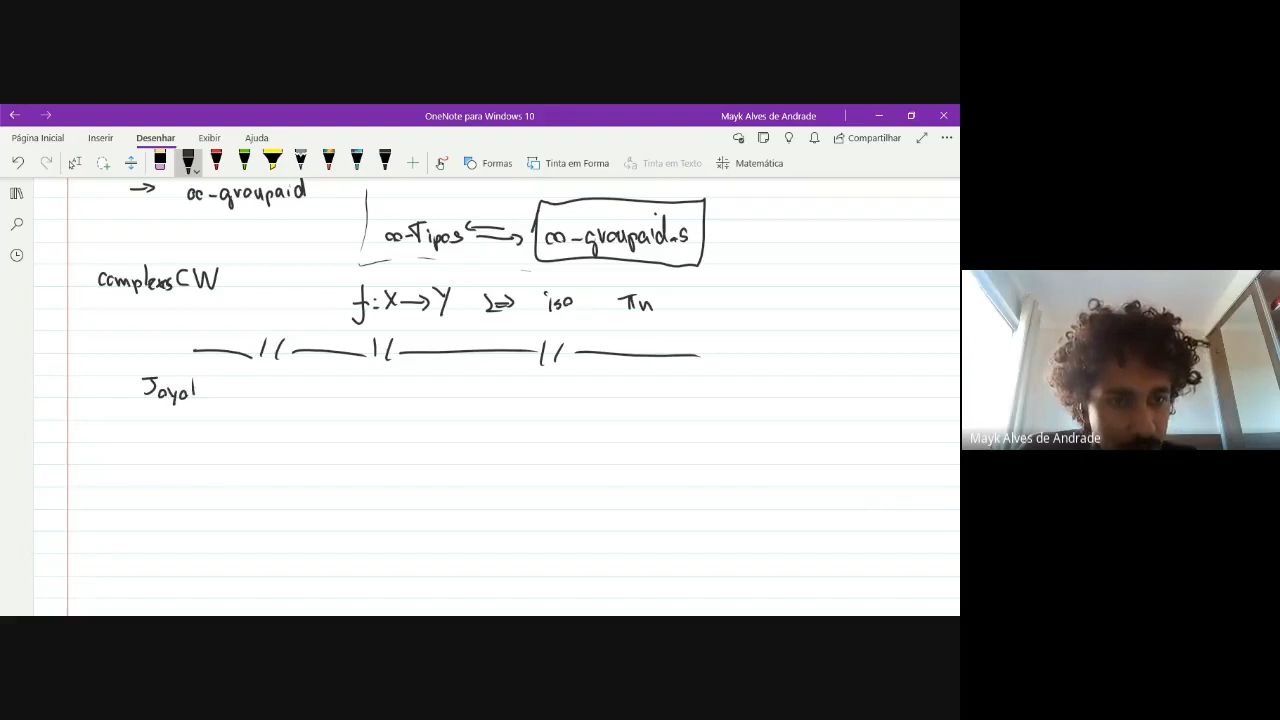 OneNote para Windows 10
Mayk Alves de Andrade
Página Inicial Inserir Desenhar Exibir Ajuda
Compartilhar
Formas Tinta em Forma Tinta em Texto Matemática
→ ∞-groupoid
∞-Tipos ⇄ ∞-groupoid-s
complexos CW
f: X → Y ⇔ iso πn
Joyal
Mayk Alves de Andrade